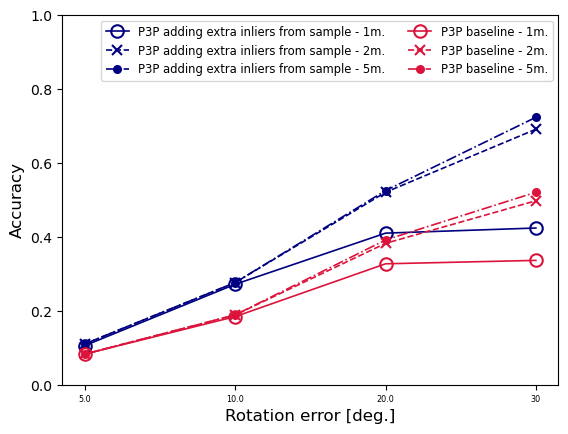 1.0
0.8
0.6
0.4
0.2
0.0
Accuracy
P3P adding extra inliers from sample - 1m.
P3P adding extra inliers from sample - 2m.
P3P adding extra inliers from sample - 5m.
P3P baseline - 1m.
P3P baseline - 2m.
P3P baseline - 5m.
5.0 10.0 20.0 30
Rotation error [deg.]